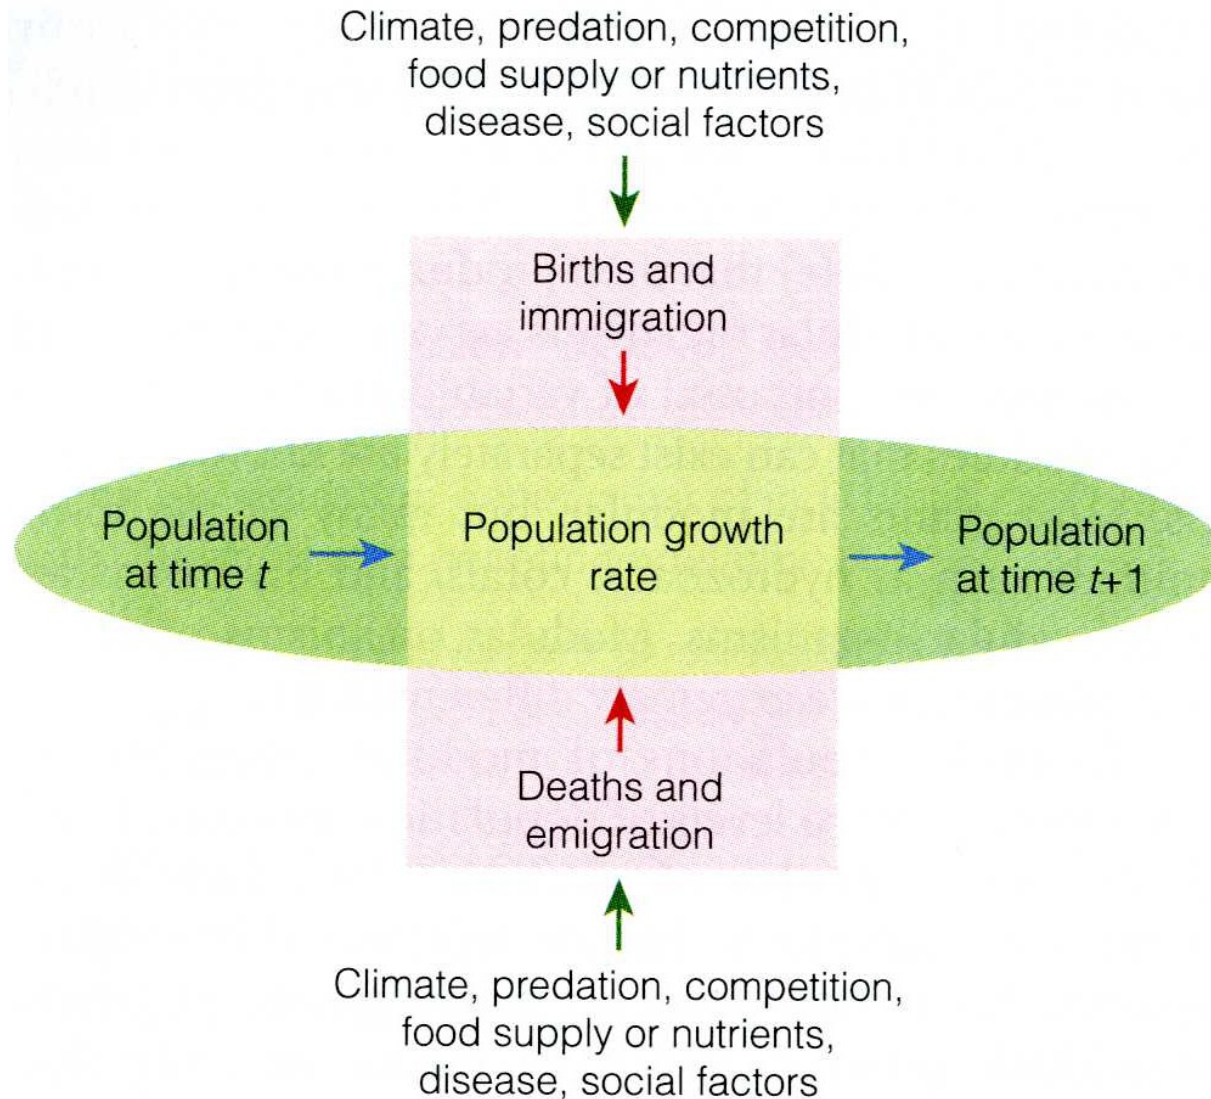 Climate, predation, competition,
food supply or nutrients,
disease, social factors
Births and
immigration
Population
at time t
Population growth
rate
Population
at time t+1
Deaths and
emigration
Climate, predation, competition,
food supply or nutrients,
disease, social factors